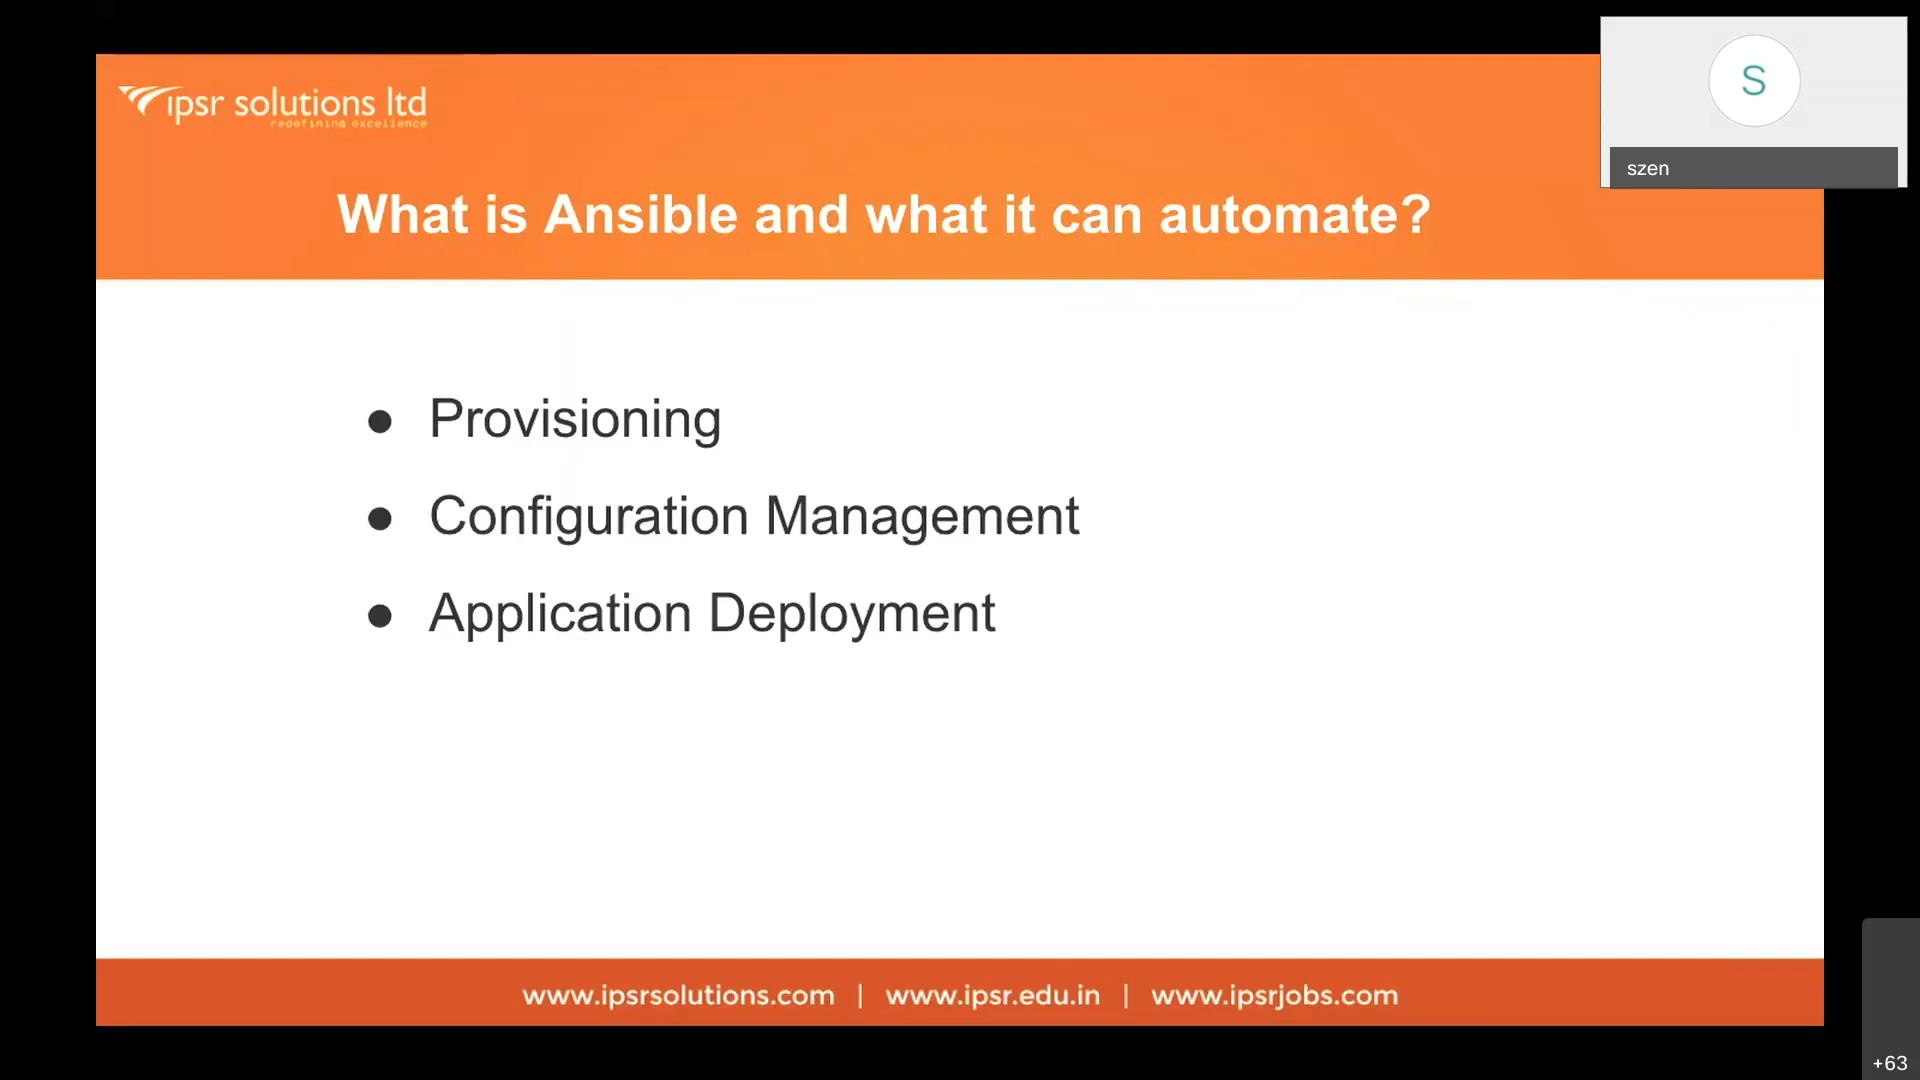 ipsr solutions ltd
redefining excellence
S
szen
What is Ansible and what it can automate?
● Provisioning
● Configuration Management
● Application Deployment
www.ipsrsolutions.com | www.ipsr.edu.in | www.ipsrjobs.com
+63